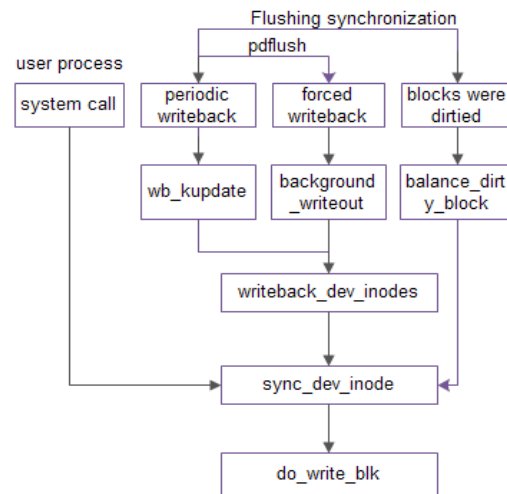 Flushing synchronization
pdflush
user process
system call
periodic
writeback
forced
writeback
blocks were
dirtied
wb_kupdate
background
_writeout
balance_dirt
y_block
writeback_dev_inodes
sync_dev_inode
do_write_blk